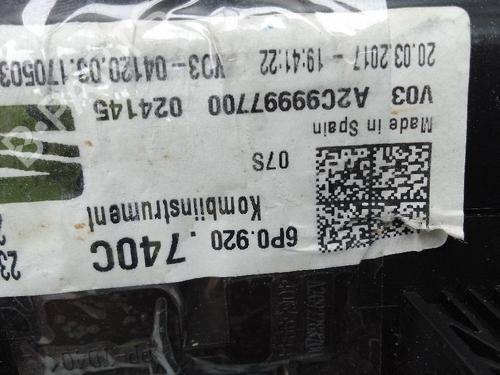 6P0.920 .740C
Kombiinstrument
07S
Made in Spain
V03 A2C99997700 024145
20.03.2017 - 19:41:22 V03-04120.03.170503